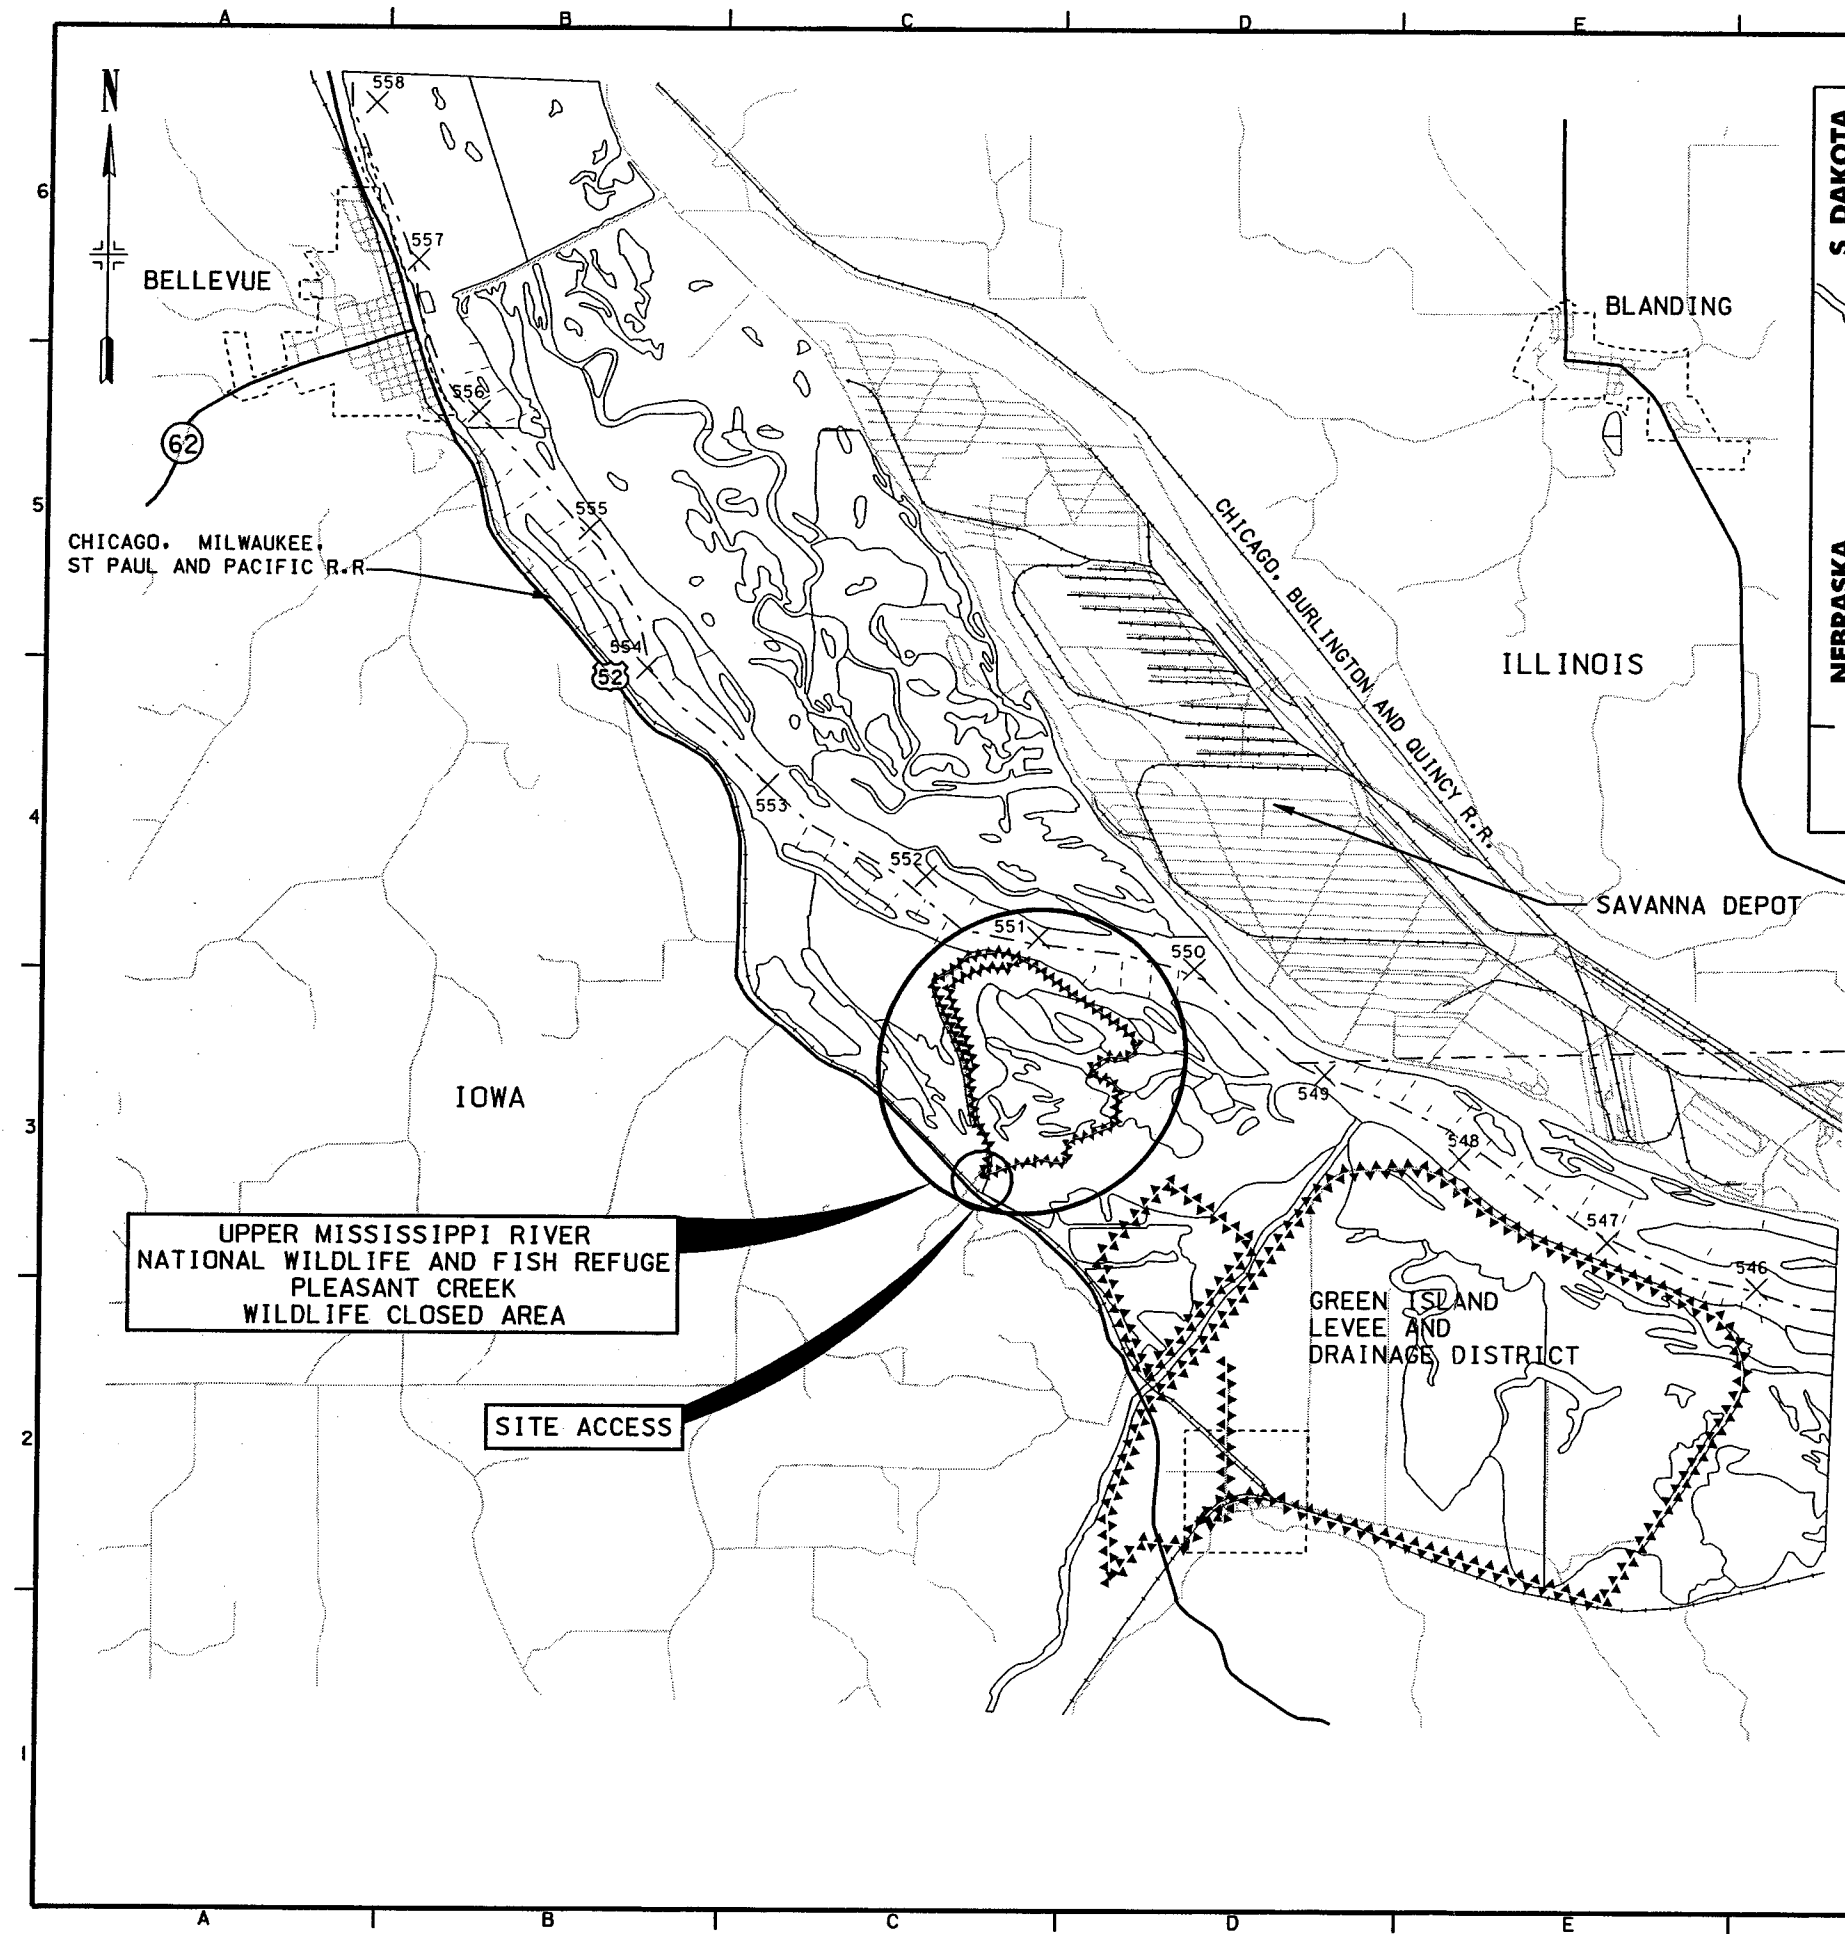 A B C D E
N
558
S. DAKOTA
6
557
BELLEVUE
BLANDING
556
62
5
555
CHICAGO, MILWAUKEE,
ST PAUL AND PACIFIC R.R
CHICAGO, BURLINGTON AND QUINCY R.R.
NEBRASKA
554
52
ILLINOIS
553
4
552
SAVANNA DEPOT
551
550
IOWA
549
3
548
UPPER MISSISSIPPI RIVER
NATIONAL WILDLIFE AND FISH REFUGE
PLEASANT CREEK
WILDLIFE CLOSED AREA
547
546
GREEN ISLAND
LEVEE AND
DRAINAGE DISTRICT
SITE ACCESS
2
1
A B C D E